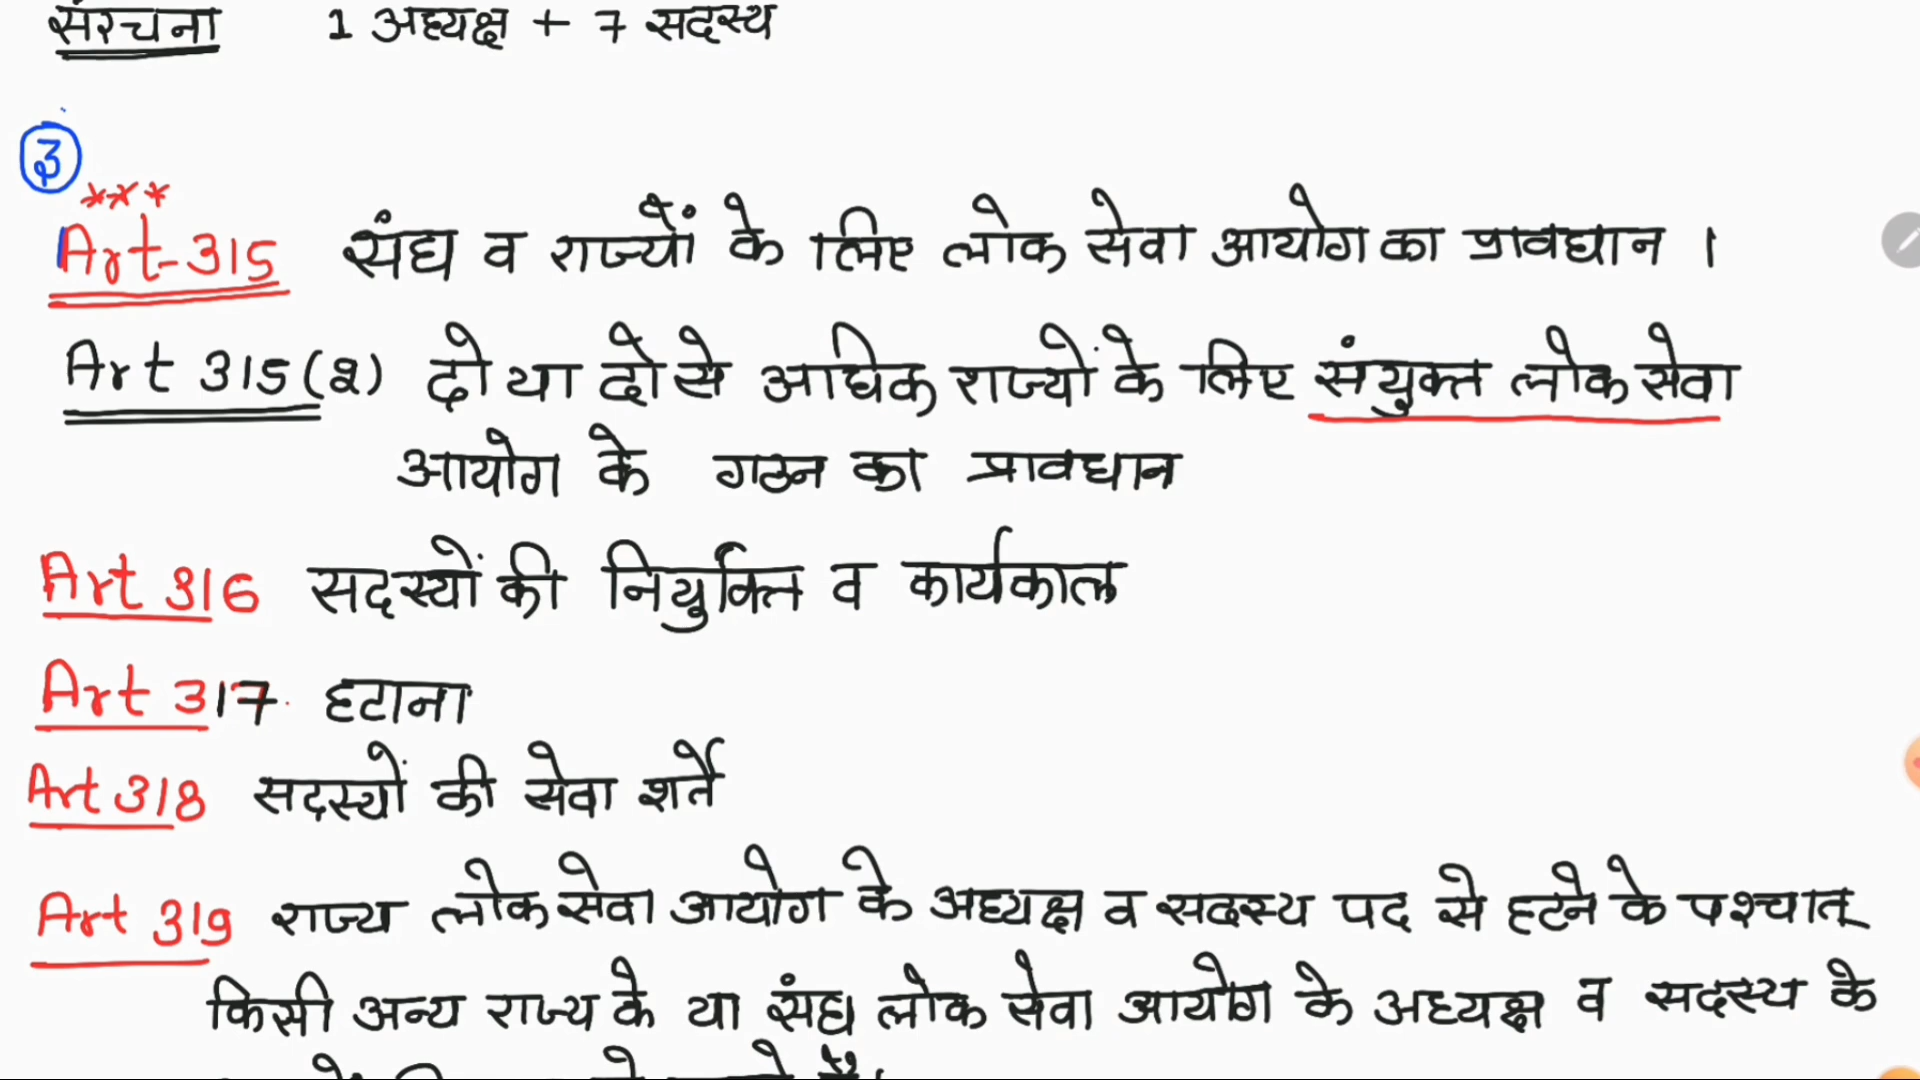 संरचना 1 अध्यक्ष + 7 सदस्य
3
***
Art-315 संघ व राज्यों के लिए लोक सेवा आयोग का प्रावधान ।
Art 315(2) दो या दो से अधिक राज्यों के लिए संयुक्त लोक सेवा
आयोग के गठन का प्रावधान
Art 316 सदस्यों की नियुक्ति व कार्यकाल
Art 317 हटाना
Art 318 सदस्यों की सेवा शर्ते
Art 319 राज्य लोक सेवा आयोग के अध्यक्ष व सदस्य पद से हटने के पश्चात्
किसी अन्य राज्य के या संघ लोक सेवा आयोग के अध्यक्ष व सदस्य के